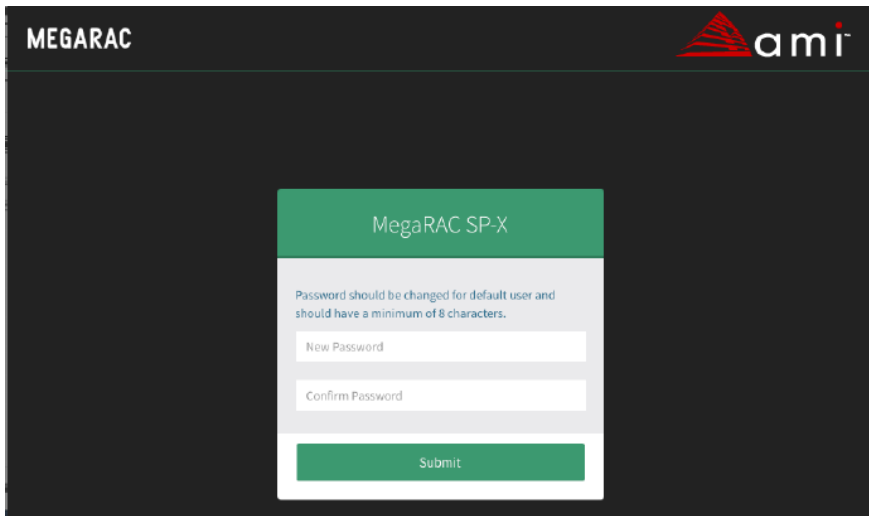 MEGARAC
ami™
MegaRAC SP-X
Password should be changed for default user and
should have a minimum of 8 characters.
New Password
Confirm Password
Submit